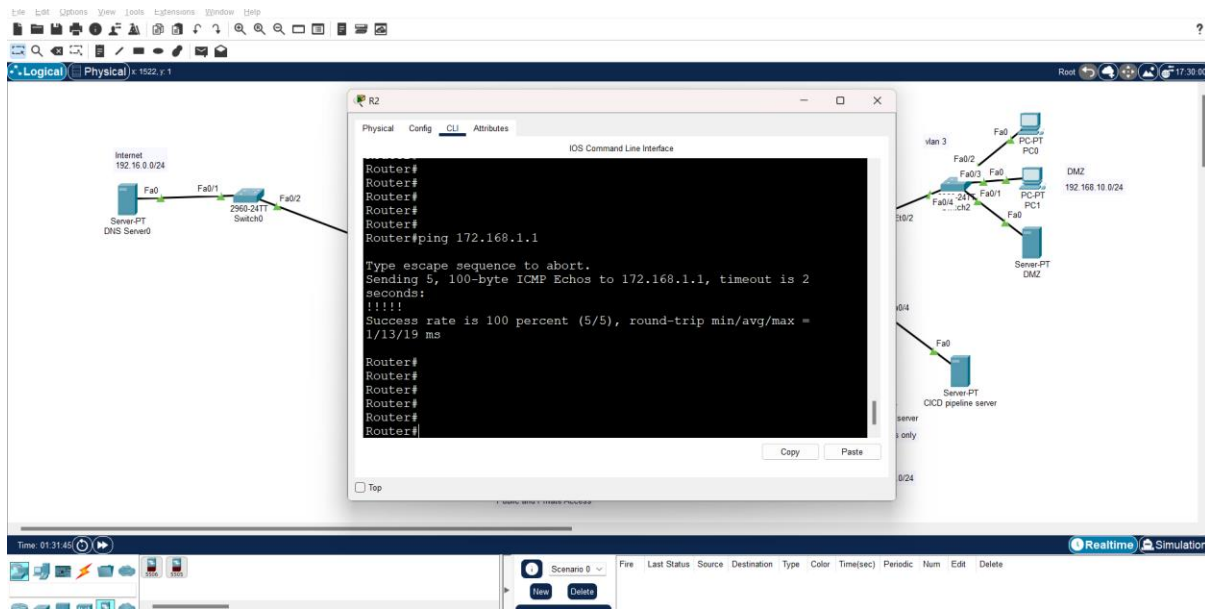 File Edit Options View Tools Extensions Window Help
?
Logical Physical x: 1522, y: 1 Root 17:30:00
R2
Physical Config CLI Attributes
IOS Command Line Interface
Router#
Router#
Router#
Router#
Router#
Router#ping 172.168.1.1
Type escape sequence to abort.
Sending 5, 100-byte ICMP Echos to 172.168.1.1, timeout is 2
seconds:
!!!!!
Success rate is 100 percent (5/5), round-trip min/avg/max =
1/13/19 ms
Router#
Router#
Router#
Router#
Router#
Router#
Copy Paste
Top
Internet
192.16.0.0/24
Fa0 Fa0/1 Fa0/2
Server-PT
DNS Server0
2960-24TT
Switch0
vlan 3
Fa0
PC-PT
PC0
Fa0/2
Fa0/3 Fa0
DMZ
192.168.10.0/24
Fa0/4 Fa0/1
PC-PT
PC1
Fa0
Server-PT
DMZ
Fa0
Server-PT
CICD pipeline server
server
s only
0/24
Time: 01:31:45 Realtime Simulation
5506 5505
Scenario 0
New Delete
Fire Last Status Source Destination Type Color Time(sec) Periodic Num Edit Delete